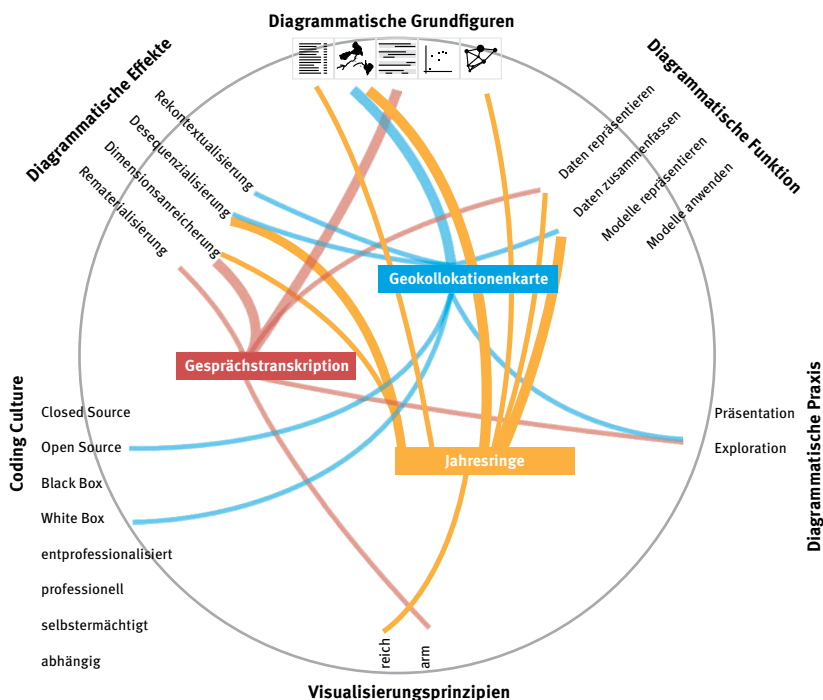 Diagrammatische Grundfiguren
Diagrammatische Effekte
Rekontextualisierung
Desequenzialisierung
Dimensionsanreicherung
Rematerialisierung
Diagrammatische Funktion
Daten repräsentieren
Daten zusammenfassen
Modelle repräsentieren
Modelle anwenden
Geokollokationenkarte
Gesprächstranskription
Jahresringe
Coding Culture
Closed Source
Open Source
Black Box
White Box
entprofessionalisiert
professionell
selbstermächtigt
abhängig
Diagrammatische Praxis
Präsentation
Exploration
reich
arm
Visualisierungsprinzipien